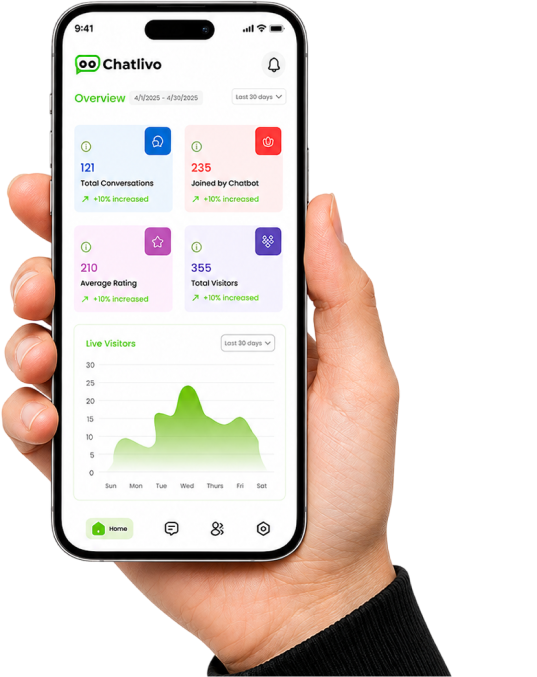 9:41
Chatlivo
Overview 4/1/2025 - 4/30/2025 Last 30 days
121
Total Conversations
+10% increased
235
Joined by Chatbot
+10% increased
210
Average Rating
+10% increased
355
Total Visitors
+10% increased
Live Visitors Last 30 days
30
25
20
15
10
5
0
Sun Mon Tue Wed Thurs Fri Sat
Home